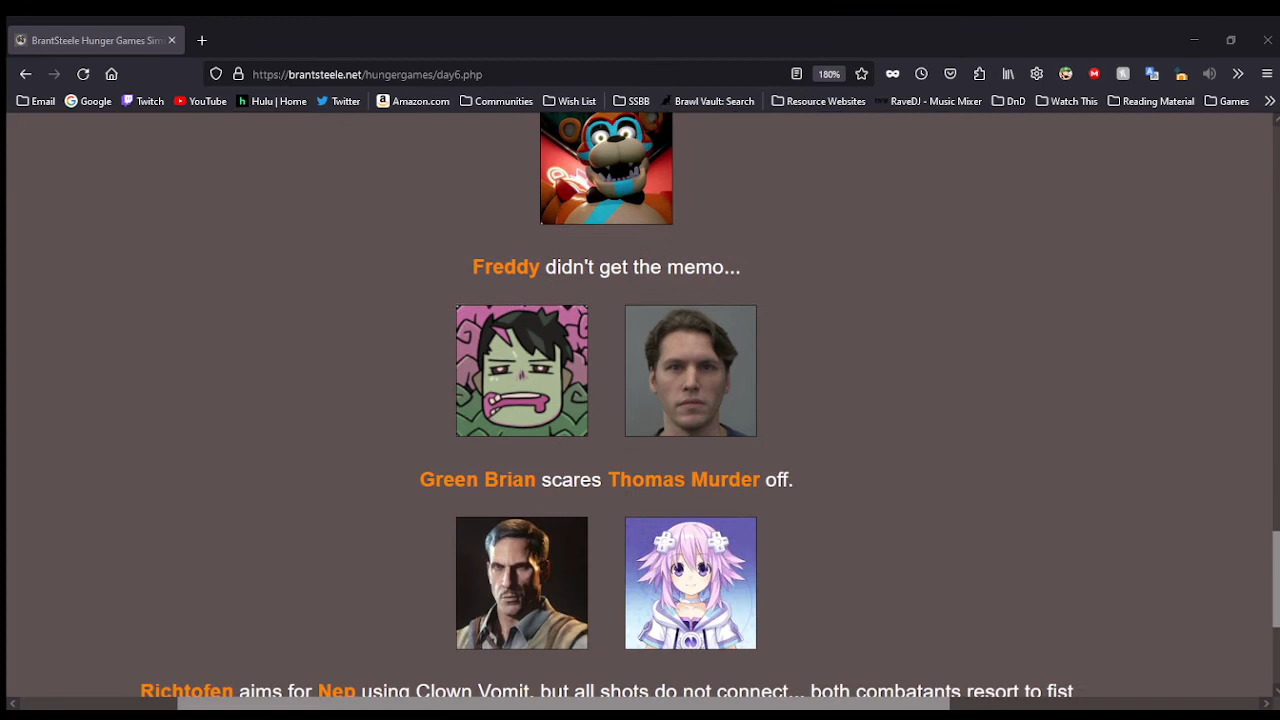 BrantSteele Hunger Games Sim
https://brantsteele.net/hungergames/day6.php
180%
Email
Google
Twitch
YouTube
Hulu | Home
Twitter
Amazon.com
Communities
Wish List
SSBB
Brawl Vault: Search
Resource Websites
RaveDJ - Music Mixer
DnD
Watch This
Reading Material
Games
Freddy didn't get the memo...
Green Brian scares Thomas Murder off.
Richtofen aims for Nep using Clown Vomit, but all shots do not connect... both combatants resort to fist